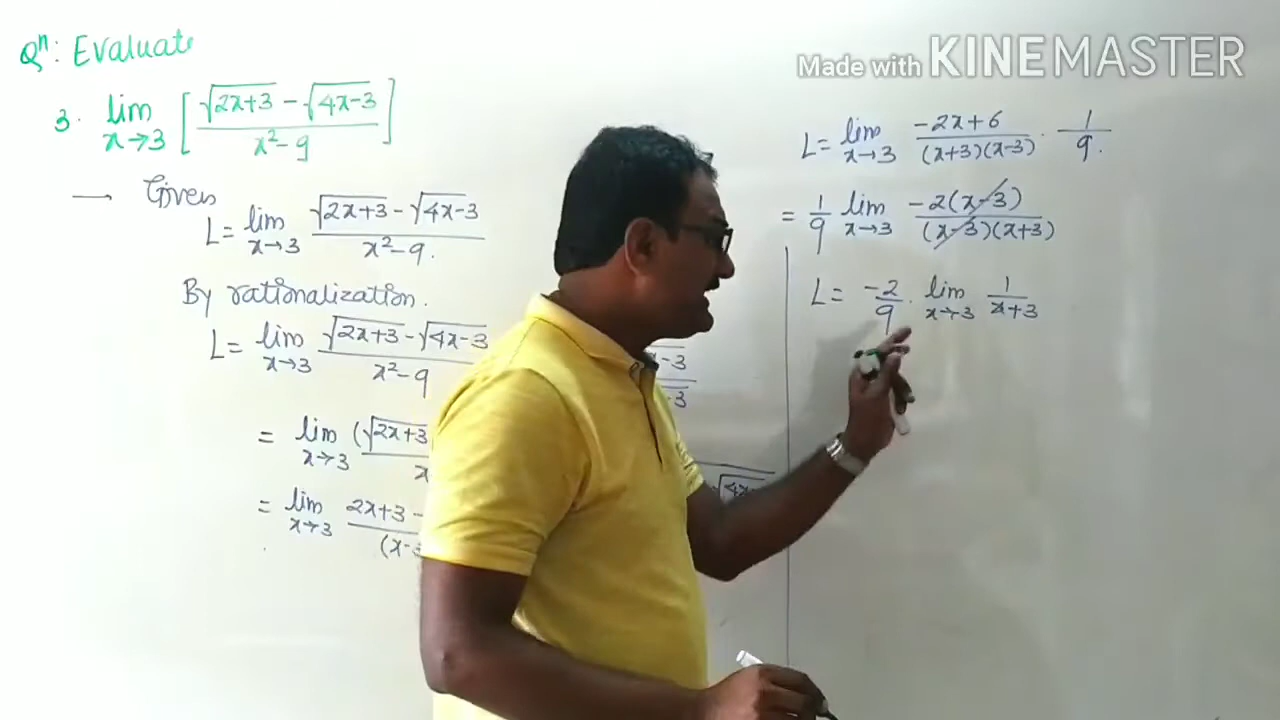 Qⁿ: Evaluate
3. lim x→3 [ (√(2x+3) - √(4x-3)) / (x²-9) ]
→ Given
L = lim x→3 (√(2x+3) - √(4x-3)) / (x²-9).
By rationalization.
L = lim x→3 (√(2x+3) - √(4x-3)) / (x²-9)
= lim x→3 (√(2x+3)
= lim x→3 2x+3 -
Made with KINEMASTER
L = lim x→3 (-2x+6) / ((x+3)(x-3)) · 1/9.
= 1/9 lim x→3 -2(x-3) / ((x-3)(x+3))
L = -2/9 · lim x→3 1/(x+3)